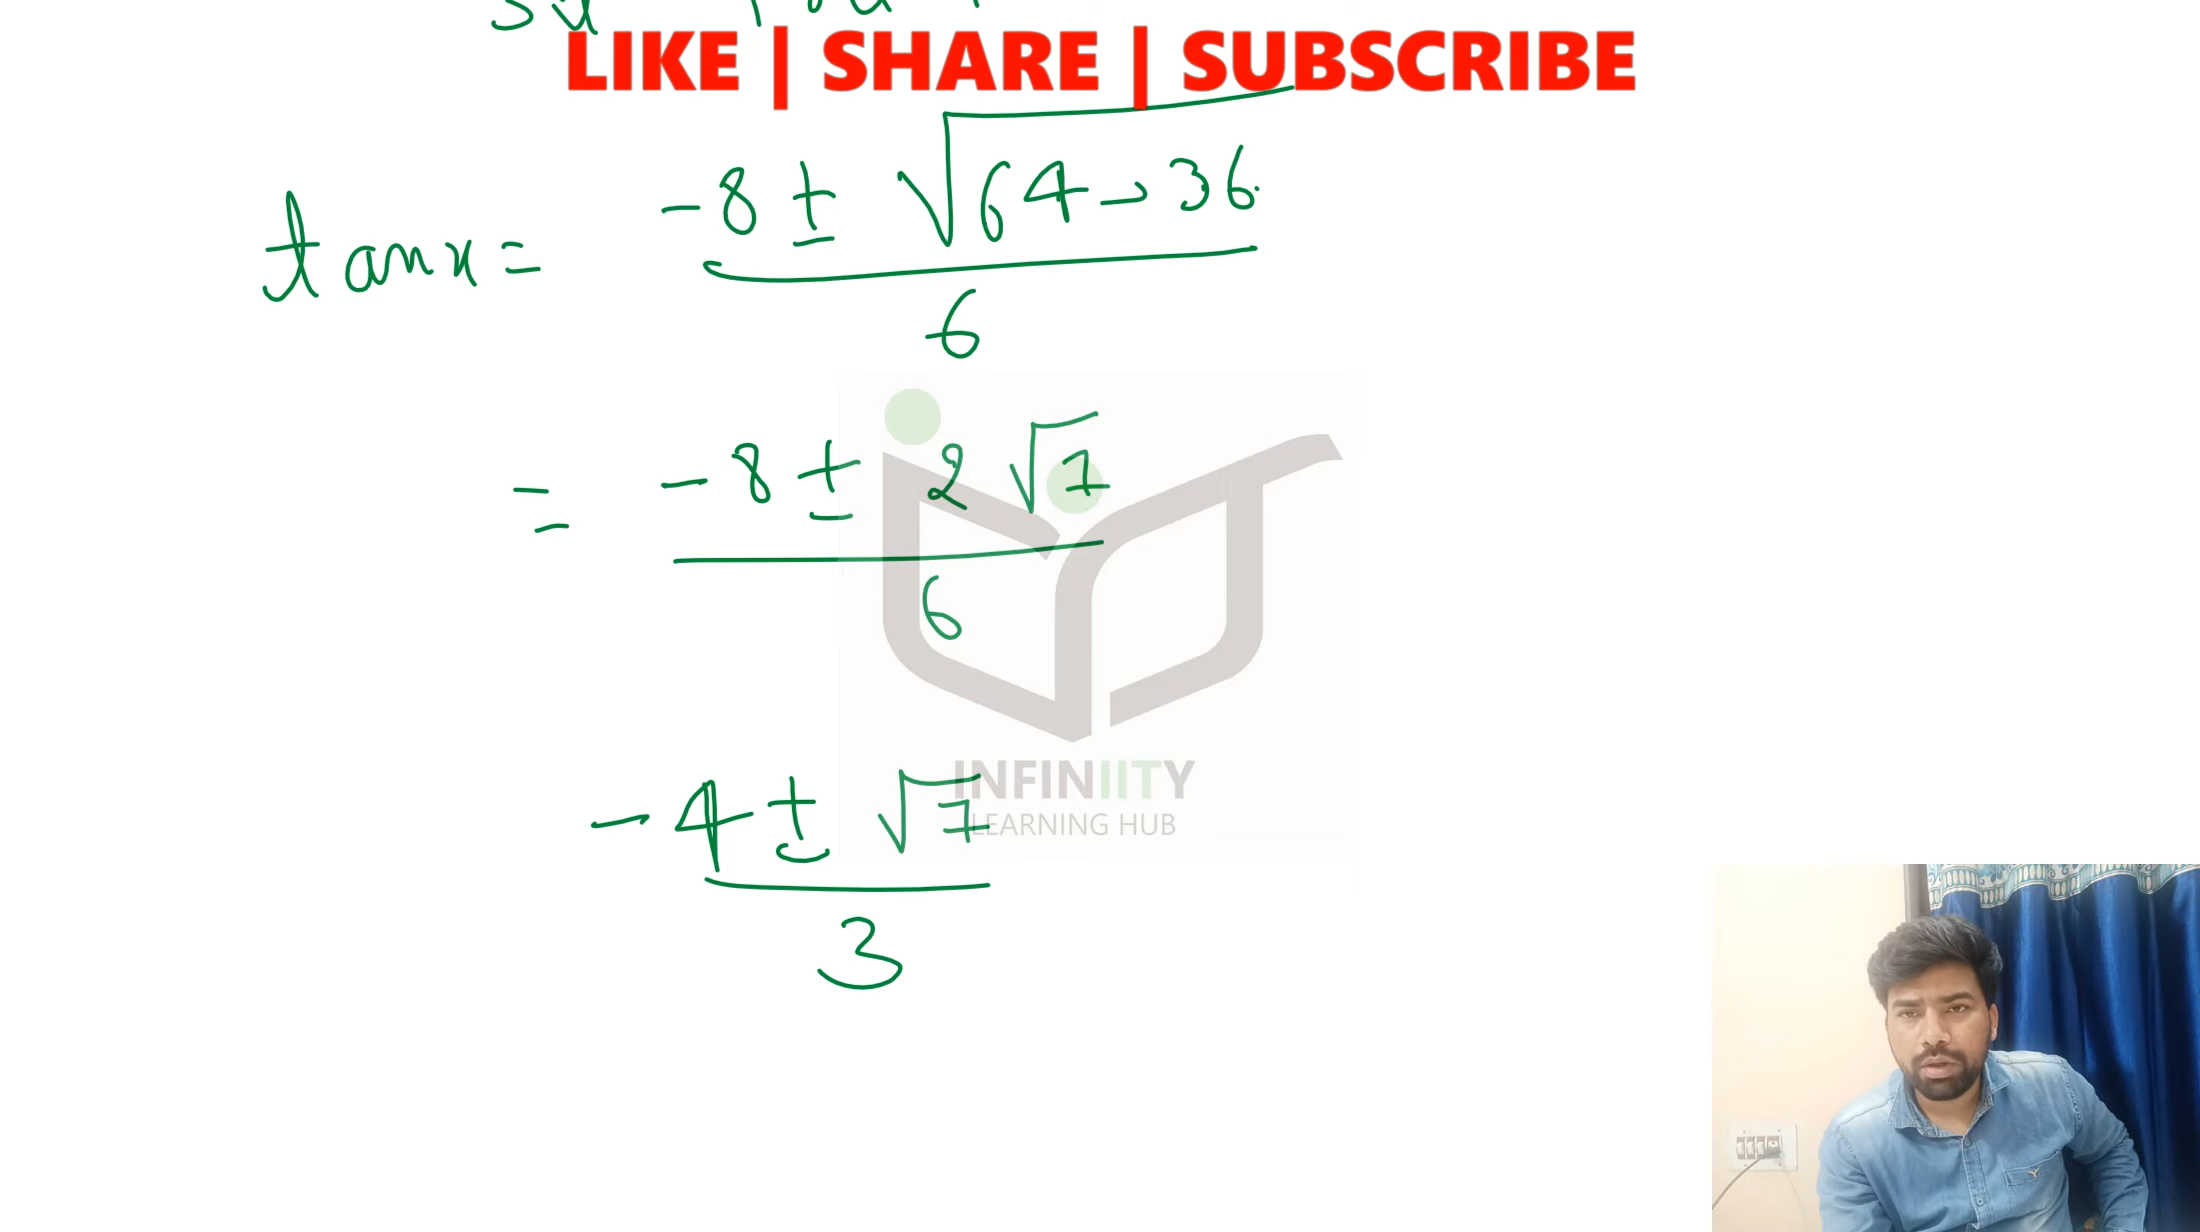 LIKE | SHARE | SUBSCRIBE
tanx = -8 ± √64-36 / 6
= -8 ± 2 √7 / 6
-4 ± √7 / 3
INFINIITY
LEARNING HUB